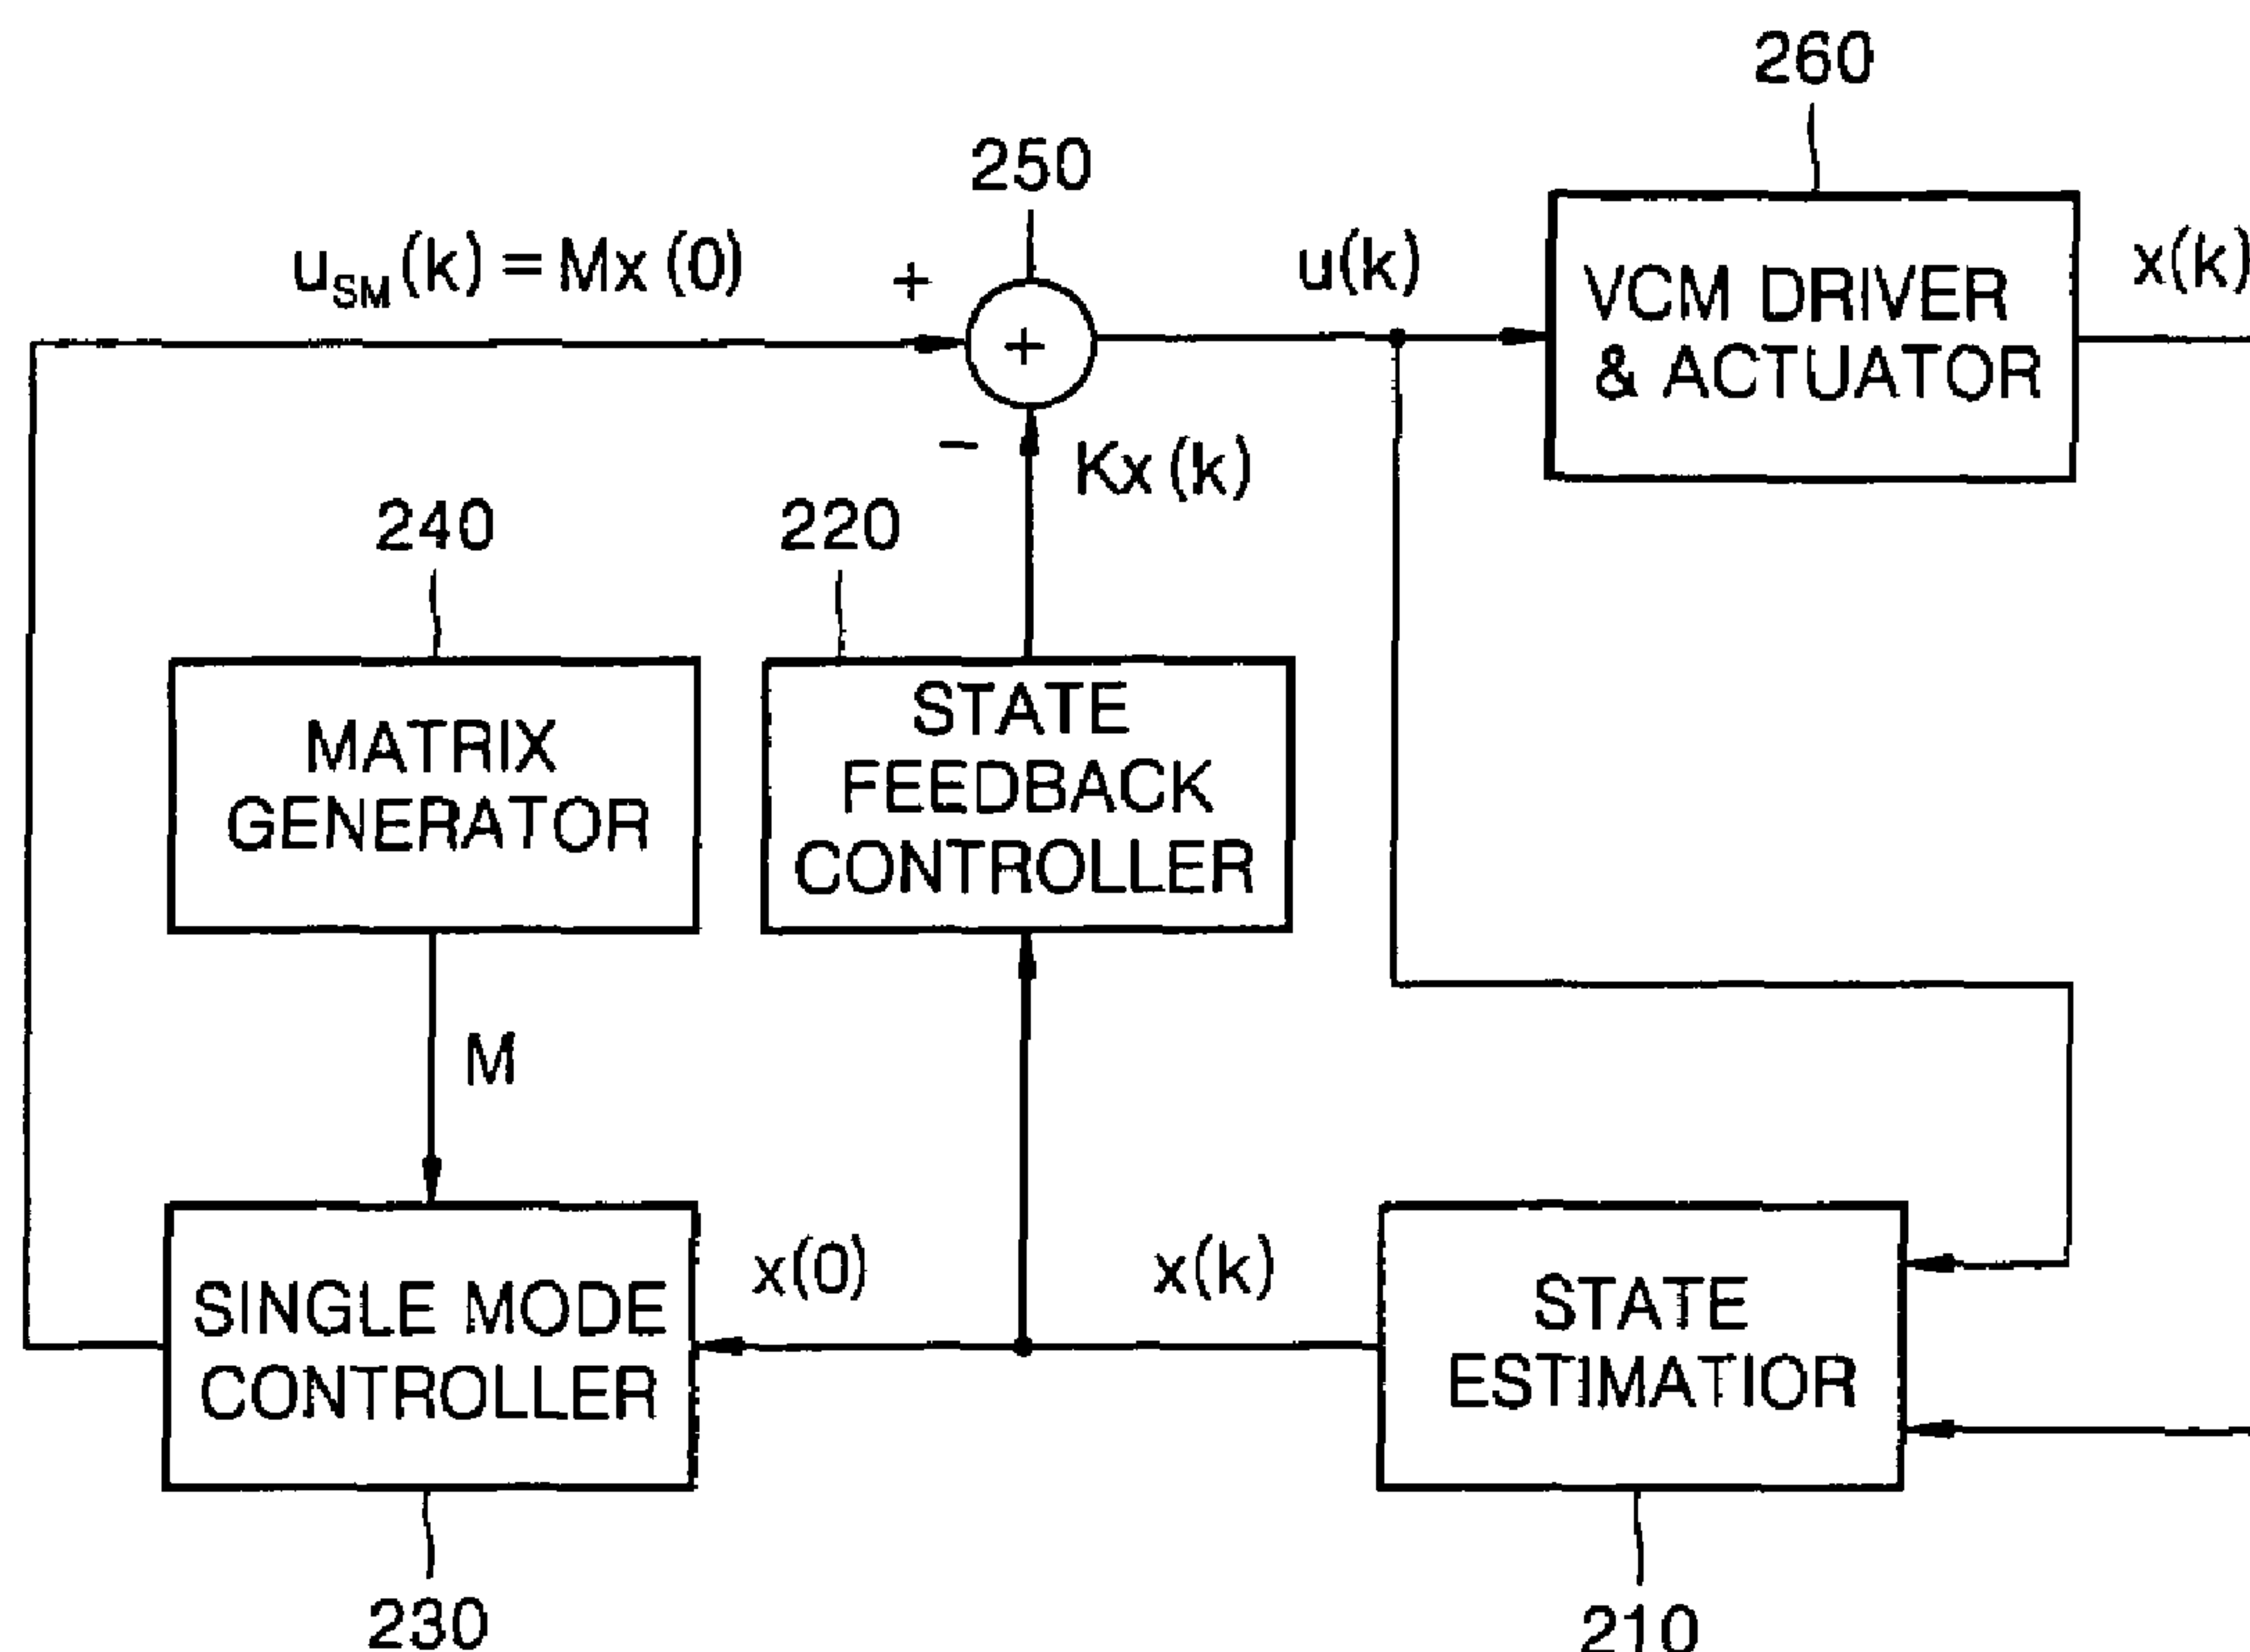 260
250
u_SM(k) = Mx(0)
+
u(k)
x(k)
VCM DRIVER
& ACTUATOR
+
−
Kx(k)
240
220
MATRIX
GENERATOR
STATE
FEEDBACK
CONTROLLER
M
x(0)
x(k)
SINGLE MODE
CONTROLLER
STATE
ESTIMATIOR
230
210